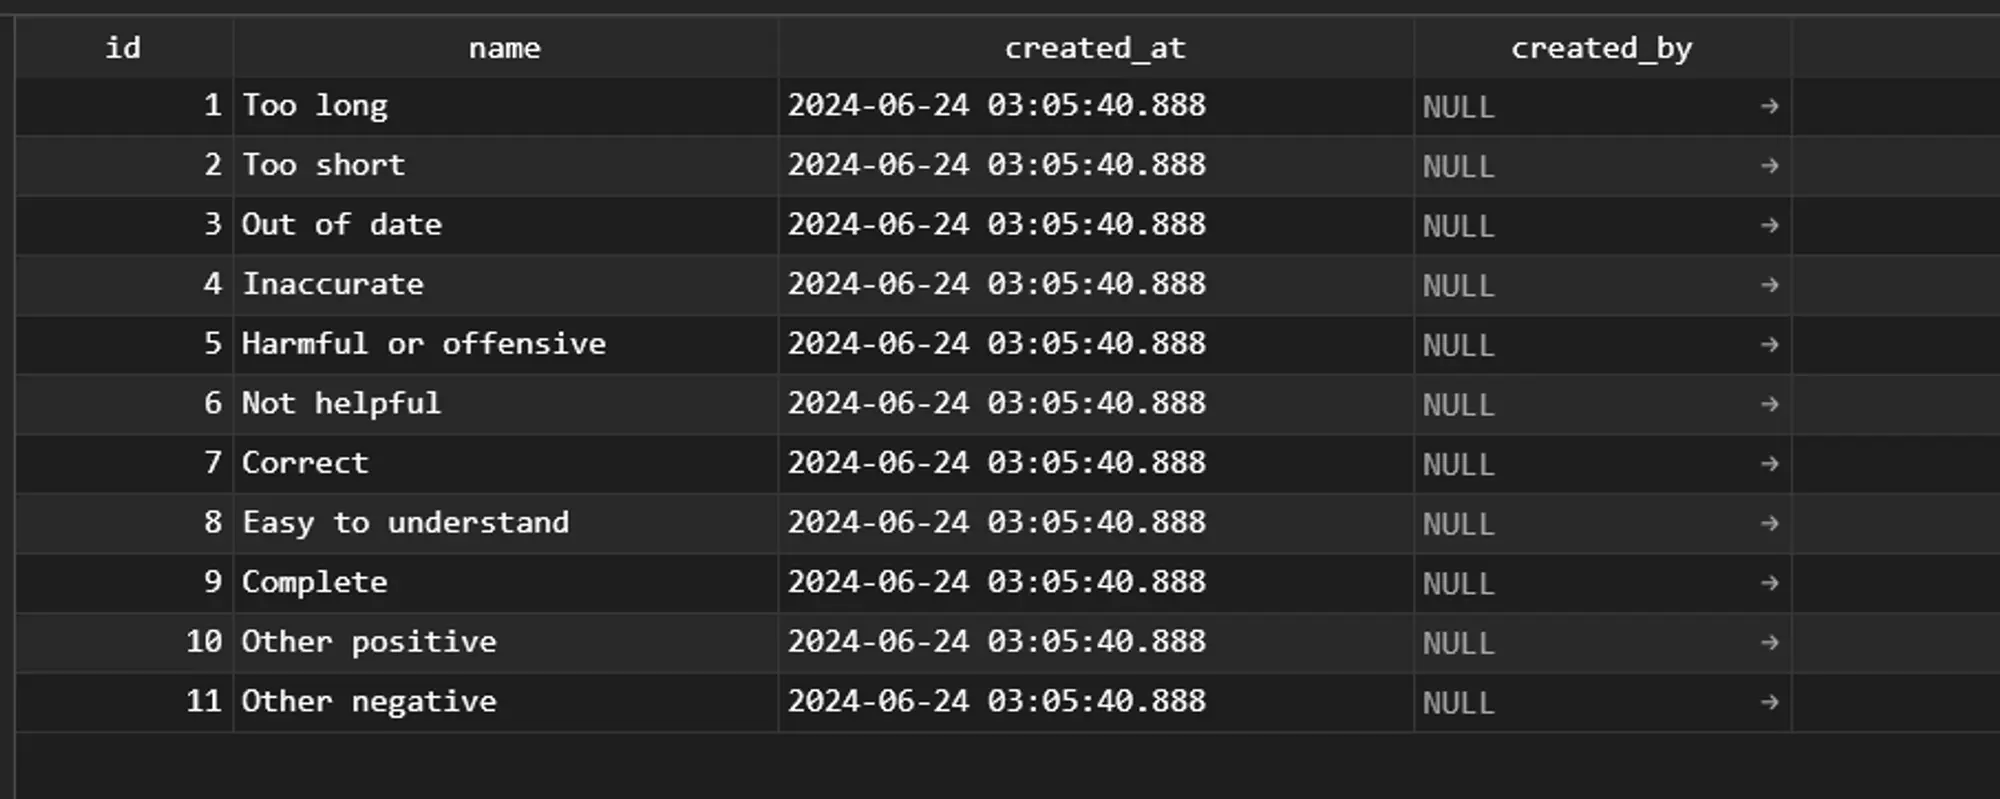 id name created_at created_by
1 Too long 2024-06-24 03:05:40.888 NULL →
2 Too short 2024-06-24 03:05:40.888 NULL →
3 Out of date 2024-06-24 03:05:40.888 NULL →
4 Inaccurate 2024-06-24 03:05:40.888 NULL →
5 Harmful or offensive 2024-06-24 03:05:40.888 NULL →
6 Not helpful 2024-06-24 03:05:40.888 NULL →
7 Correct 2024-06-24 03:05:40.888 NULL →
8 Easy to understand 2024-06-24 03:05:40.888 NULL →
9 Complete 2024-06-24 03:05:40.888 NULL →
10 Other positive 2024-06-24 03:05:40.888 NULL →
11 Other negative 2024-06-24 03:05:40.888 NULL →